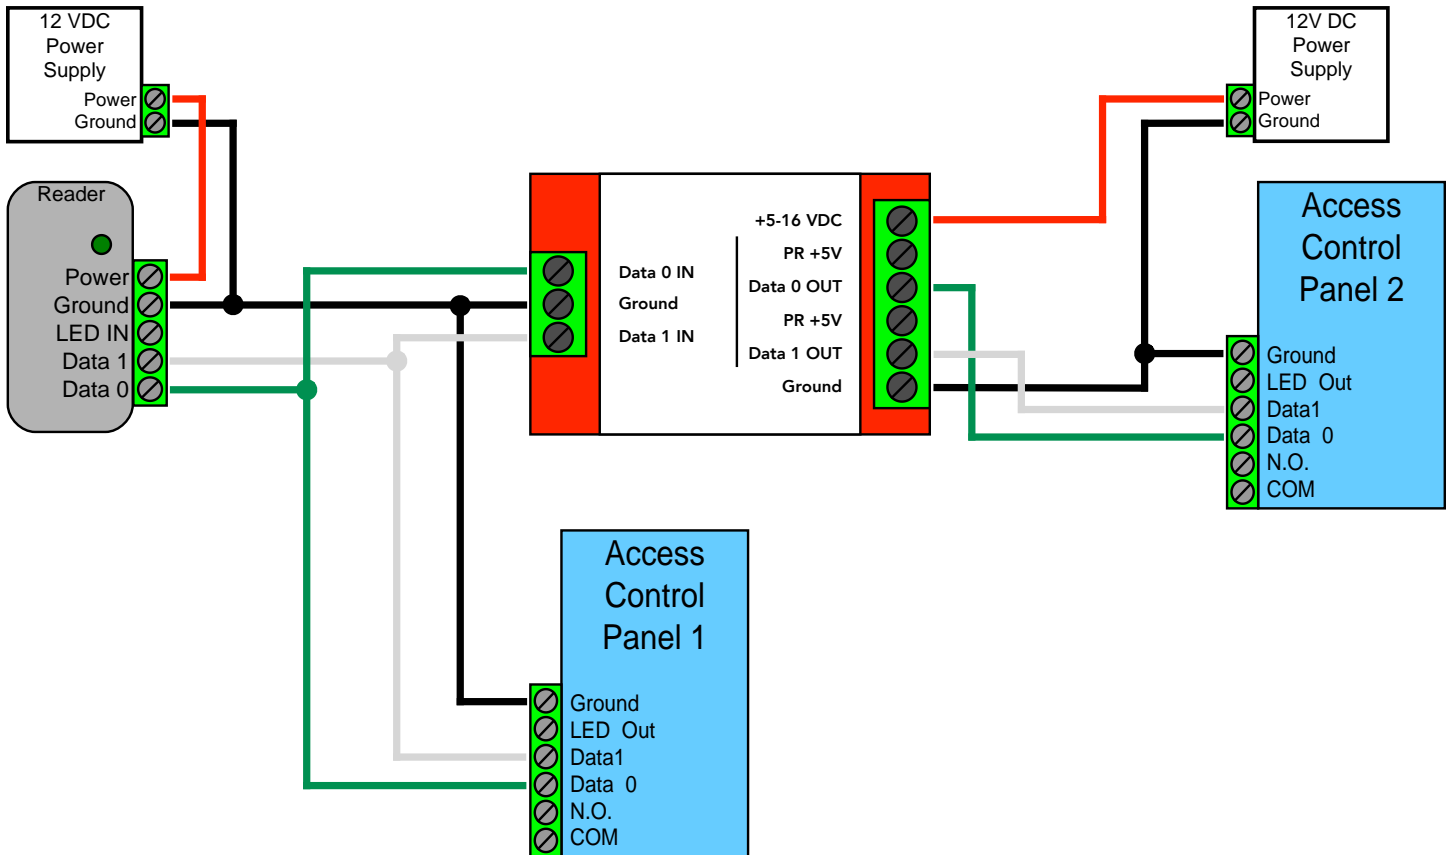 12 VDC
Power
Supply
Power
Ground
12V DC
Power
Supply
Power
Ground
Reader
Power
Ground
LED IN
Data 1
Data 0
Data 0 IN
Ground
Data 1 IN
+5-16 VDC
PR +5V
Data 0 OUT
PR +5V
Data 1 OUT
Ground
Access
Control
Panel 2
Ground
LED Out
Data1
Data 0
N.O.
COM
Access
Control
Panel 1
Ground
LED Out
Data1
Data 0
N.O.
COM